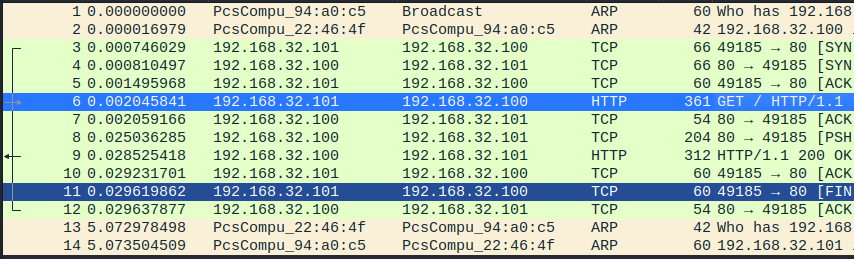 1 0.000000000 PcsCompu_94:a0:c5 Broadcast ARP 60 Who has 192.168
2 0.000016979 PcsCompu_22:46:4f PcsCompu_94:a0:c5 ARP 42 192.168.32.100
3 0.000746029 192.168.32.101 192.168.32.100 TCP 66 49185 → 80 [SYN
4 0.000810497 192.168.32.100 192.168.32.101 TCP 66 80 → 49185 [SYN
5 0.001495968 192.168.32.101 192.168.32.100 TCP 60 49185 → 80 [ACK
6 0.002045841 192.168.32.101 192.168.32.100 HTTP 361 GET / HTTP/1.1
7 0.002059166 192.168.32.100 192.168.32.101 TCP 54 80 → 49185 [ACK
8 0.025036285 192.168.32.100 192.168.32.101 TCP 204 80 → 49185 [PSH
9 0.028525418 192.168.32.100 192.168.32.101 HTTP 312 HTTP/1.1 200 OK
10 0.029231701 192.168.32.101 192.168.32.100 TCP 60 49185 → 80 [ACK
11 0.029619862 192.168.32.101 192.168.32.100 TCP 60 49185 → 80 [FIN
12 0.029637877 192.168.32.100 192.168.32.101 TCP 54 80 → 49185 [ACK
13 5.072978498 PcsCompu_22:46:4f PcsCompu_94:a0:c5 ARP 42 Who has 192.168
14 5.073504509 PcsCompu_94:a0:c5 PcsCompu_22:46:4f ARP 60 192.168.32.101